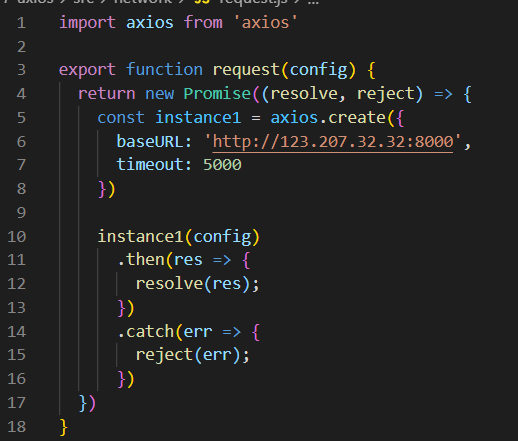 axios > src > network > JS request.js > ...
1 import axios from 'axios'
2
3 export function request(config) {
4 return new Promise((resolve, reject) => {
5 const instance1 = axios.create({
6 baseURL: 'http://123.207.32.32:8000',
7 timeout: 5000
8 })
9
10 instance1(config)
11 .then(res => {
12 resolve(res);
13 })
14 .catch(err => {
15 reject(err);
16 })
17 })
18 }